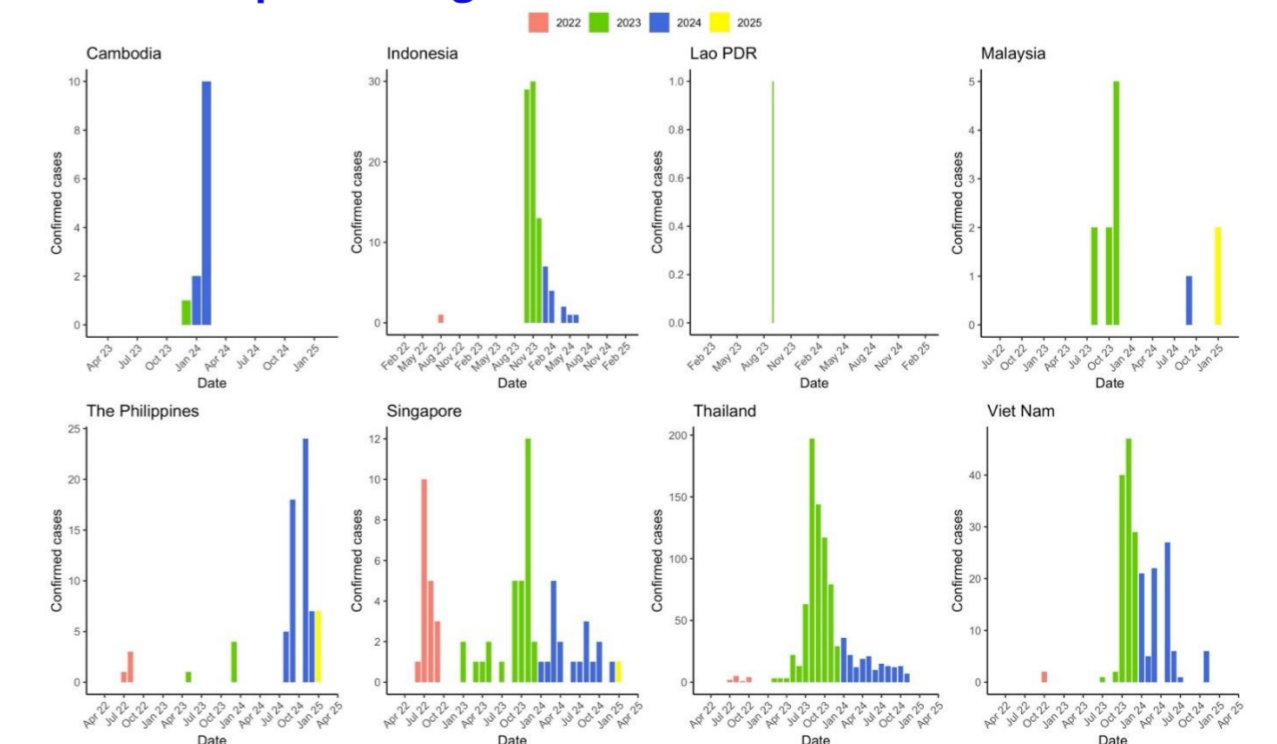 2022 2023 2024 2025
Cambodia
Confirmed cases
10
8
6
4
2
0
Apr 23 Jul 23 Oct 23 Jan 24 Apr 24 Jul 24 Oct 24 Jan 25
Date
Indonesia
Confirmed cases
30
20
10
0
Feb 22 May 22 Aug 22 Nov 22 Feb 23 May 23 Aug 23 Nov 23 Feb 24 May 24 Aug 24 Nov 24 Feb 25
Date
Lao PDR
Confirmed cases
1.0
0.8
0.6
0.4
0.2
0.0
Feb 23 May 23 Aug 23 Nov 23 Feb 24 May 24 Aug 24 Nov 24 Feb 25
Date
Malaysia
Confirmed cases
5
4
3
2
1
0
Jul 22 Oct 22 Jan 23 Apr 23 Jul 23 Oct 23 Jan 24 Apr 24 Jul 24 Oct 24 Jan 25
Date
The Philippines
Confirmed cases
25
20
15
10
5
0
Apr 22 Jul 22 Oct 22 Jan 23 Apr 23 Jul 23 Oct 23 Jan 24 Apr 24 Jul 24 Oct 24 Jan 25 Apr 25
Date
Singapore
Confirmed cases
12
10
8
6
4
2
0
Apr 22 Jul 22 Oct 22 Jan 23 Apr 23 Jul 23 Oct 23 Jan 24 Apr 24 Jul 24 Oct 24 Jan 25 Apr 25
Date
Thailand
Confirmed cases
200
150
100
50
0
Apr 22 Jul 22 Oct 22 Jan 23 Apr 23 Jul 23 Oct 23 Jan 24 Apr 24 Jul 24 Oct 24 Jan 25 Apr 25
Date
Viet Nam
Confirmed cases
40
30
20
10
0
Apr 22 Jul 22 Oct 22 Jan 23 Apr 23 Jul 23 Oct 23 Jan 24 Apr 24 Jul 24 Oct 24 Jan 25 Apr 25
Date